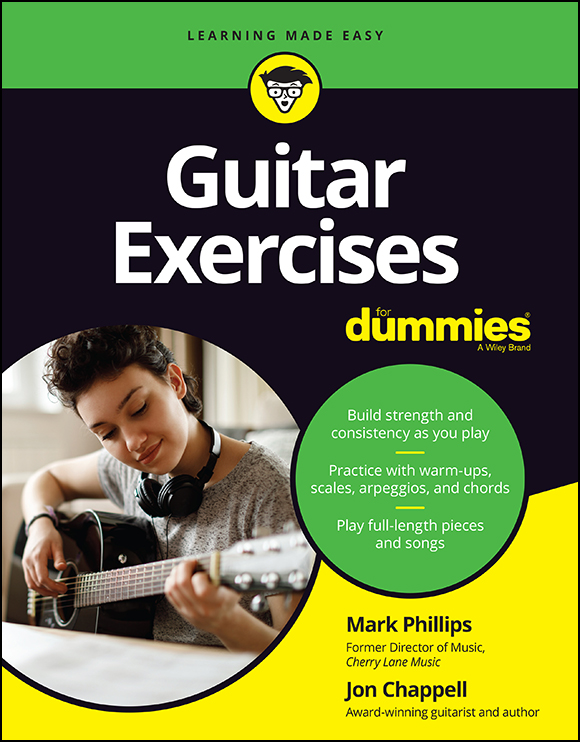 LEARNING MADE EASY
Guitar
Exercises
for
dummies®
A Wiley Brand
Build strength and
consistency as you play
Practice with warm-ups,
scales, arpeggios, and chords
Play full-length pieces
and songs
Mark Phillips
Former Director of Music,
Cherry Lane Music
Jon Chappell
Award-winning guitarist and author